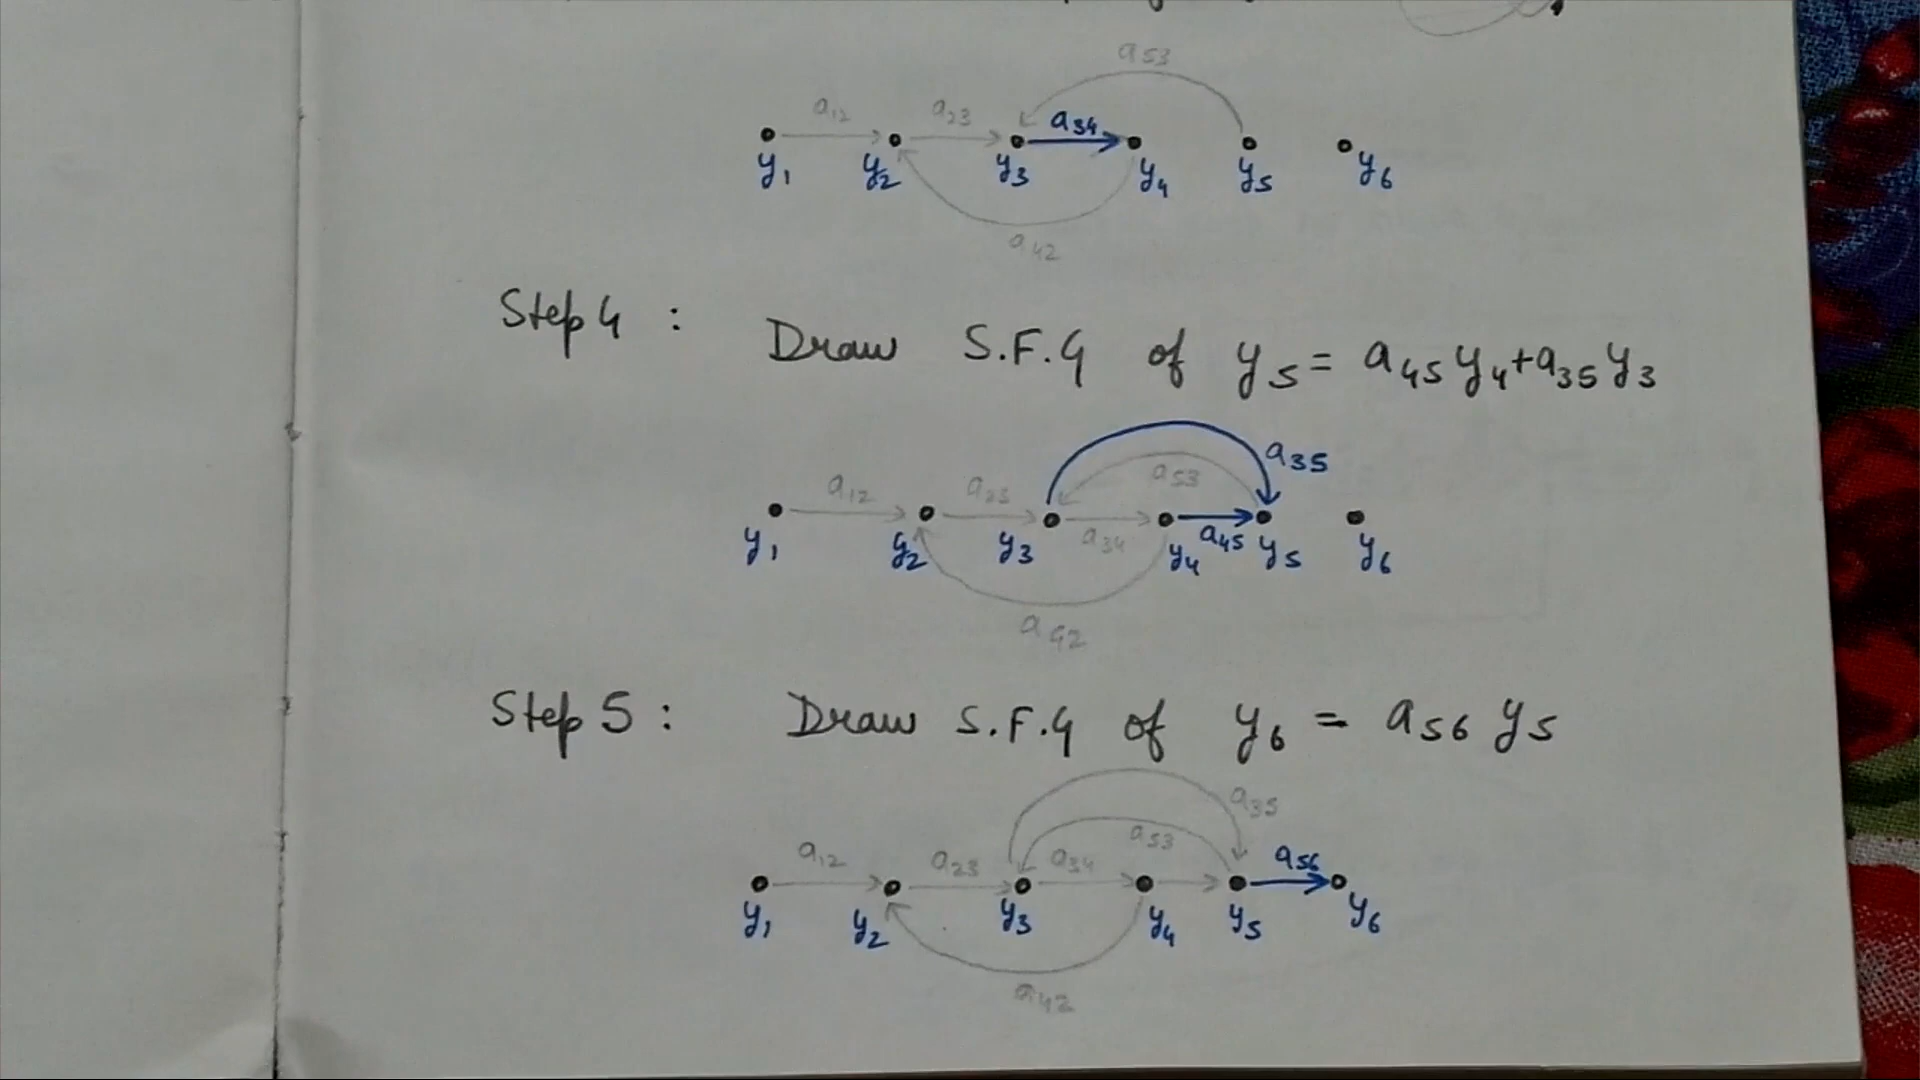 a53
a12 a23 a34
y1 y2 y3 y4 y5 y6
a42
Step 4 : Draw S.F.G of y5 = a45 y4 + a35 y3
a35
a53
a12 a23
a34 a45
y1 y2 y3 y4 y5 y6
a42
Step 5 : Draw S.F.G of y6 = a56 y5
a35
a53
a12 a23 a34 a56
y1 y2 y3 y4 y5 y6
a42